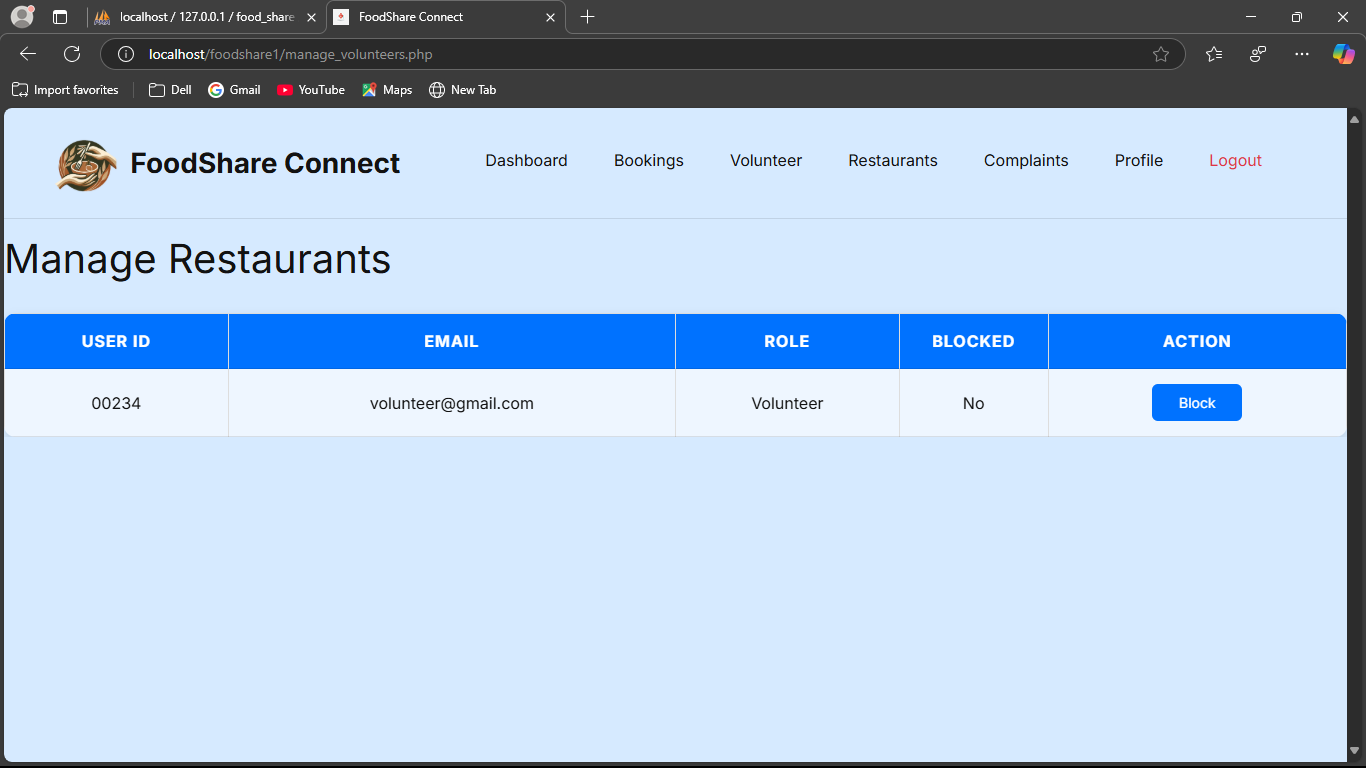 localhost / 127.0.0.1 / food_share
FoodShare Connect
localhost/foodshare1/manage_volunteers.php
Import favorites
Dell
Gmail
YouTube
Maps
New Tab
FoodShare Connect
Dashboard
Bookings
Volunteer
Restaurants
Complaints
Profile
Logout
Manage Restaurants
USER ID EMAIL ROLE BLOCKED ACTION
00234 volunteer@gmail.com Volunteer No Block